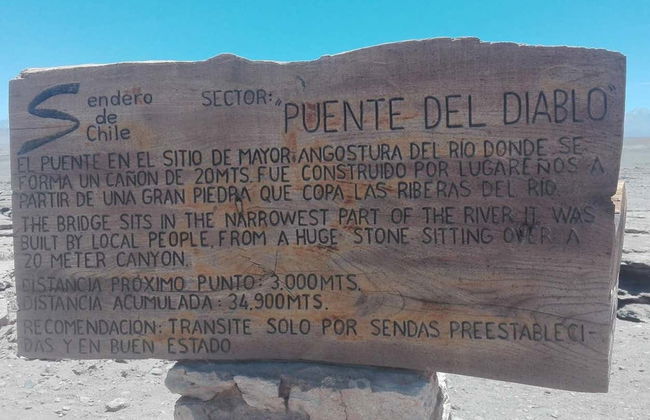 Sendero
de
Chile
SECTOR: "PUENTE DEL DIABLO"
EL PUENTE EN EL SITIO DE MAYOR ANGOSTURA DEL RÍO DONDE SE
FORMA UN CAÑON DE 20MTS. FUE CONSTRUIDO POR LUGAREÑOS A
PARTIR DE UNA GRAN PIEDRA QUE COPA LAS RIBERAS DEL RÍO.
THE BRIDGE SITS IN THE NARROWEST PART OF THE RIVER IT WAS
BUILT BY LOCAL PEOPLE, FROM A HUGE STONE SITTING OVER A
20 METER CANYON.
DISTANCIA PRÓXIMO PUNTO: 3.000MTS.
DISTANCIA ACUMULADA: 34.900MTS.
RECOMENDACIÓN: TRANSITE SOLO POR SENDAS PREESTABLECI-
DAS Y EN BUEN ESTADO